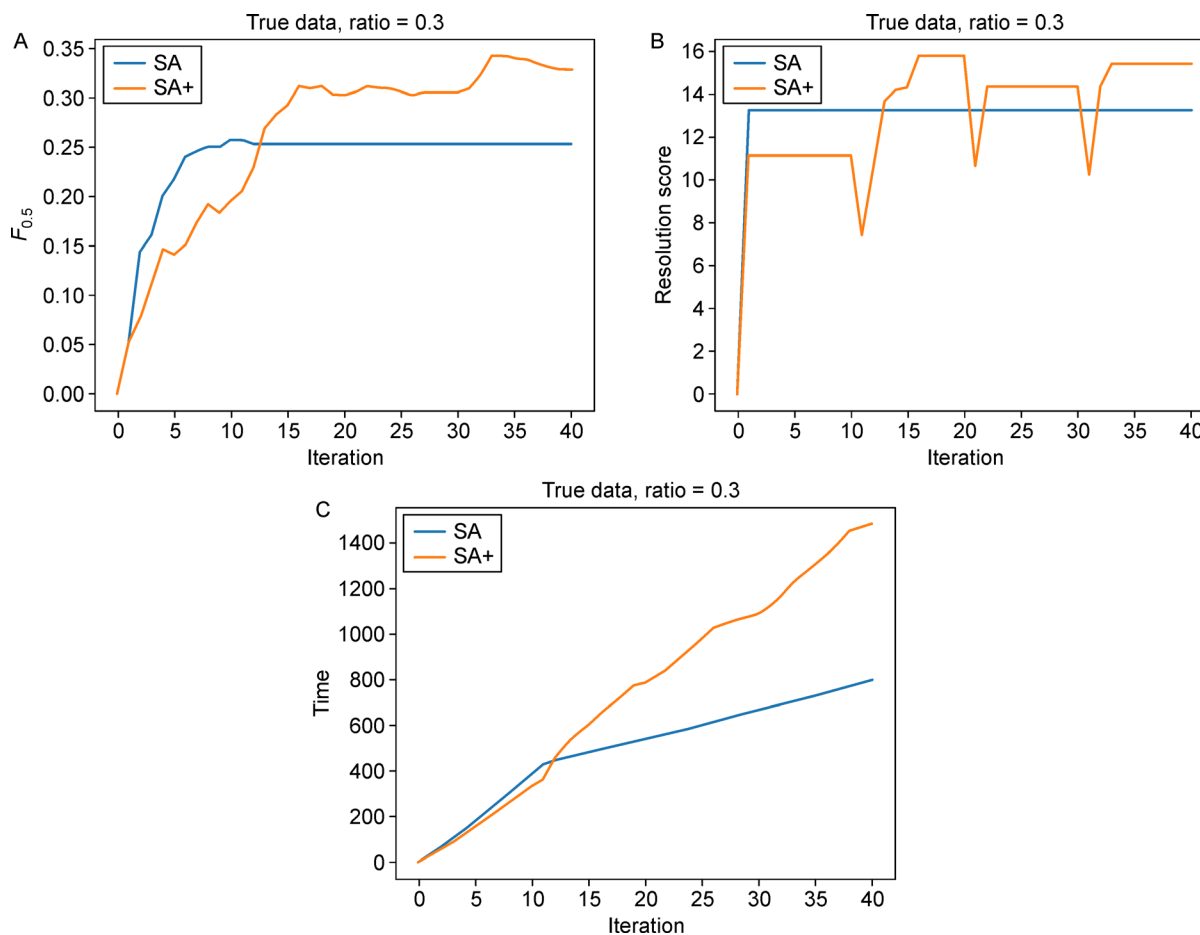 A
True data, ratio = 0.3
SA
SA+
0.35
0.30
0.25
0.20
0.15
0.10
0.05
0.00
F0.5
0 5 10 15 20 25 30 35 40
Iteration
B
True data, ratio = 0.3
SA
SA+
16
14
12
10
8
6
4
2
0
Resolution score
0 5 10 15 20 25 30 35 40
Iteration
C
True data, ratio = 0.3
SA
SA+
1400
1200
1000
800
600
400
200
0
Time
0 5 10 15 20 25 30 35 40
Iteration